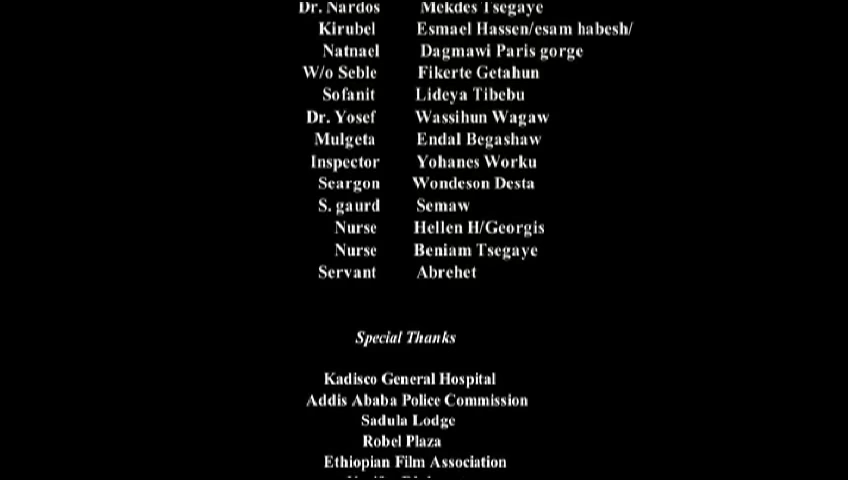 Dr. Nardos Mekdes Tsegaye
Kirubel Esmael Hassen/esam habesh/
Natnael Dagmawi Paris gorge
W/o Seble Fikerte Getahun
Sofanit Lideya Tibebu
Dr. Yosef Wassihun Wagaw
Mulgeta Endal Begashaw
Inspector Yohanes Worku
Seargon Wondeson Desta
S. gaurd Semaw
Nurse Hellen H/Georgis
Nurse Beniam Tsegaye
Servant Abrehet
Special Thanks
Kadisco General Hospital
Addis Ababa Police Commission
Sadula Lodge
Robel Plaza
Ethiopian Film Association